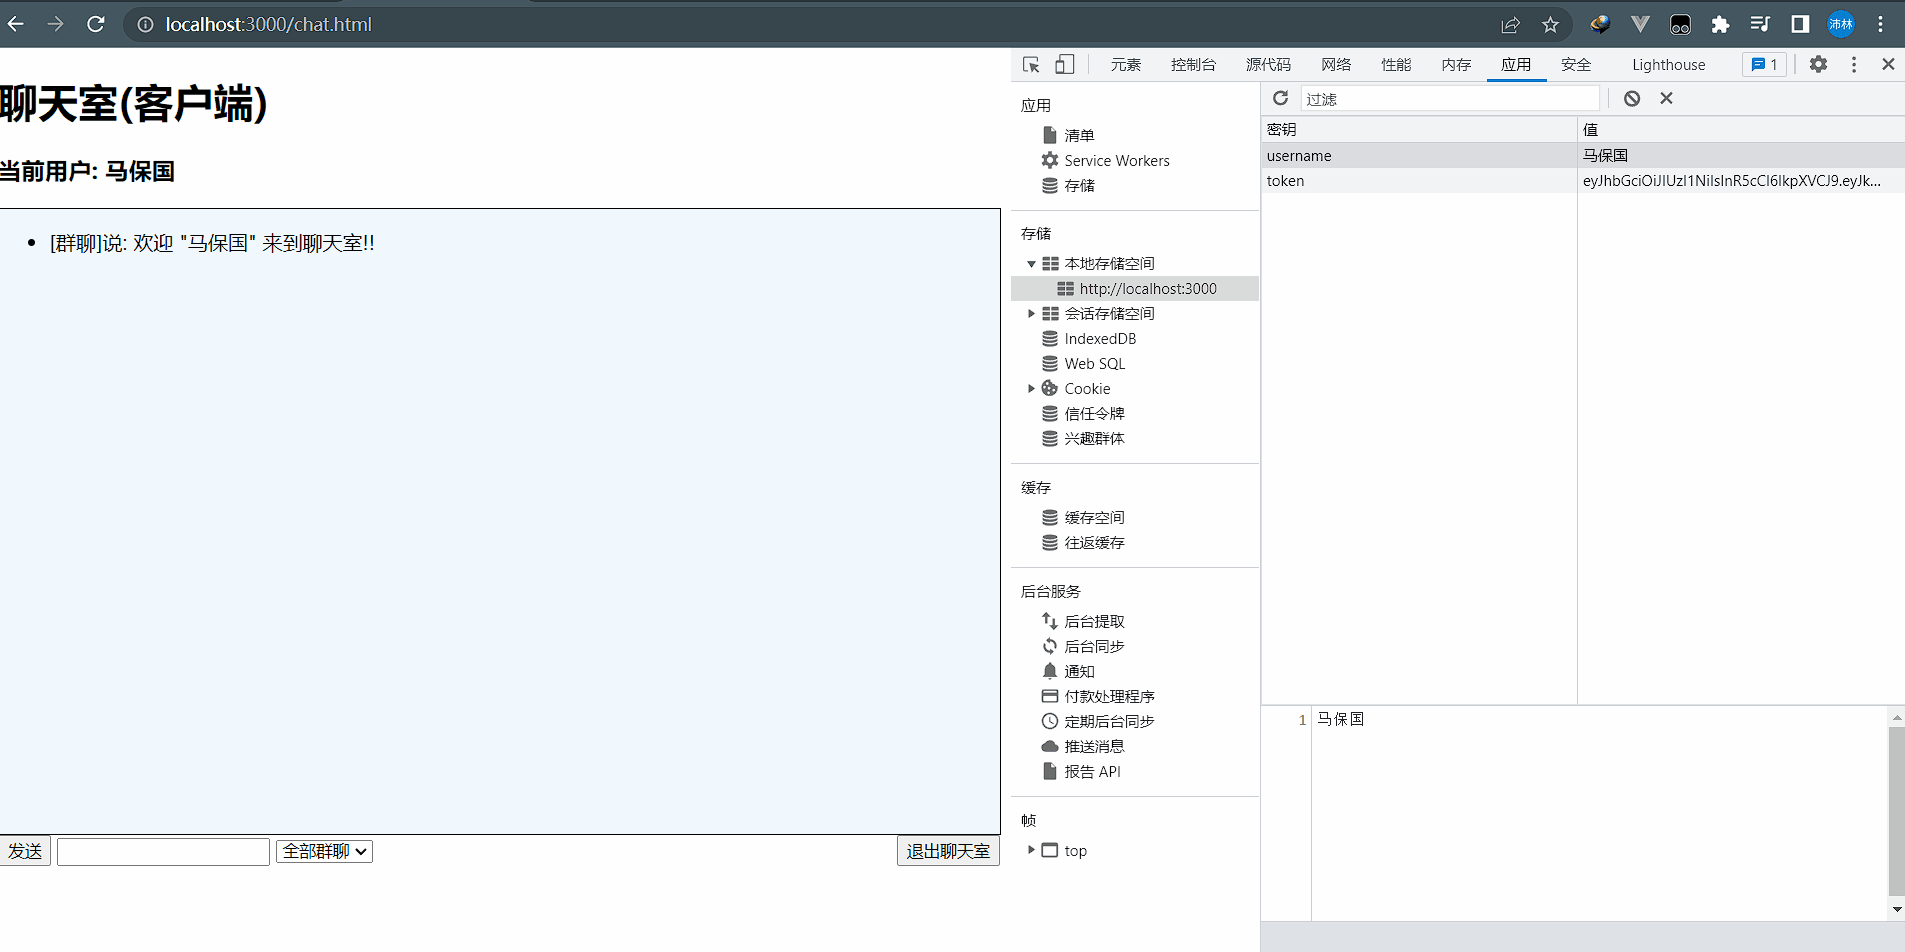 localhost:3000/chat.html
沛林
聊天室(客户端)
当前用户: 马保国
[群聊]说: 欢迎 "马保国" 来到聊天室!!
发送
全部群聊
退出聊天室
元素 控制台 源代码 网络 性能 内存 应用 安全 Lighthouse 1
应用
清单
Service Workers
存储
存储
本地存储空间
http://localhost:3000
会话存储空间
IndexedDB
Web SQL
Cookie
信任令牌
兴趣群体
缓存
缓存空间
往返缓存
后台服务
后台提取
后台同步
通知
付款处理程序
定期后台同步
推送消息
报告 API
帧
top
过滤
密钥 值
username 马保国
token eyJhbGciOiJIUzI1NiIsInR5cCI6IkpXVCJ9.eyJk...
1 马保国